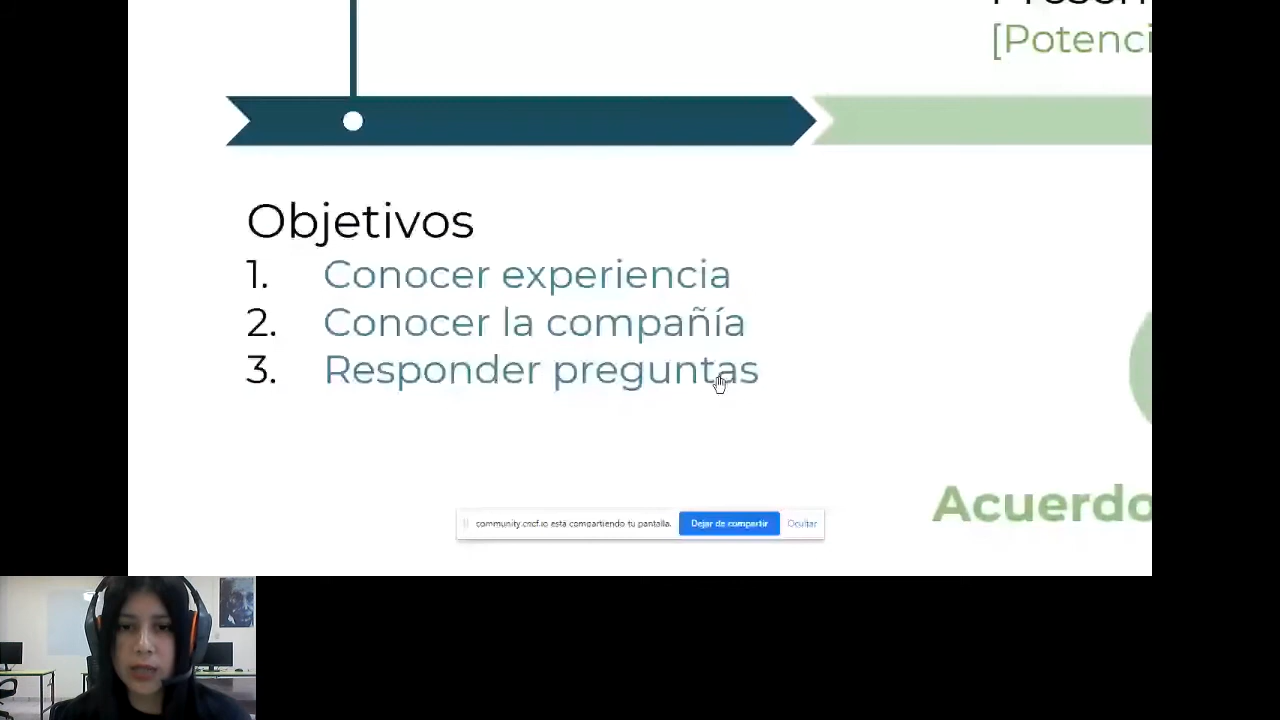 [Potenci
Objetivos
1. Conocer experiencia
2. Conocer la compañía
3. Responder preguntas
Acuerdo
community.cncf.io está compartiendo tu pantalla.
Dejar de compartir
Ocultar